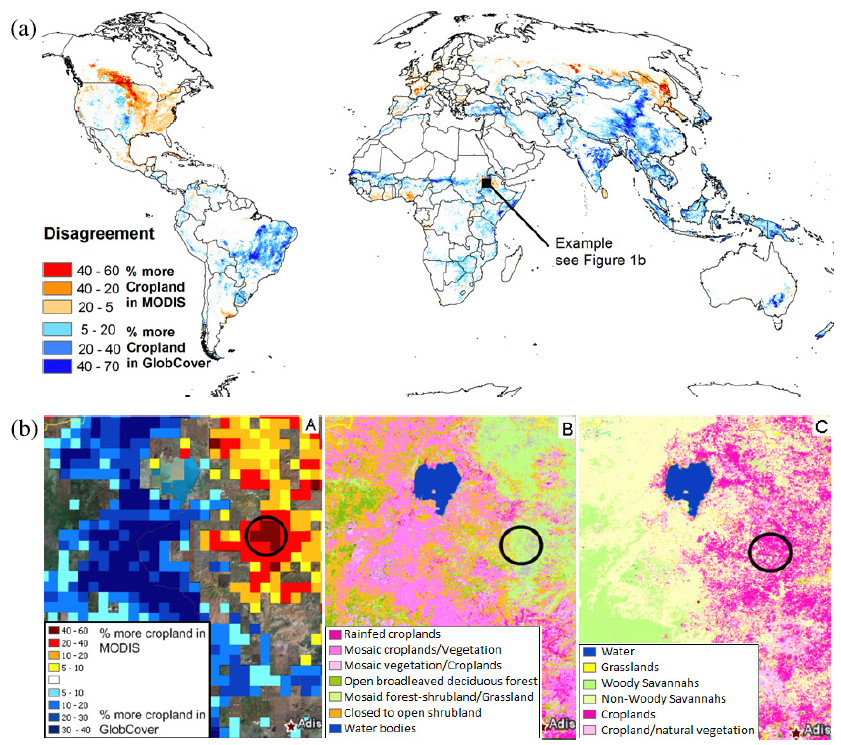 (a)
Disagreement
40 - 60 % more
40 - 20 Cropland
20 - 5 in MODIS
5 - 20 % more
20 - 40 Cropland
40 - 70 in GlobCover
Example
see Figure 1b
(b)
A
40 - 60 % more cropland in
20 - 40 MODIS
10 - 20
5 - 10
5 - 10
10 - 20
20 - 30 % more cropland in
30 - 40 GlobCover
Adis
B
Rainfed croplands
Mosaic croplands/Vegetation
Mosaic vegetation/Croplands
Open broadleaved deciduous forest
Mosaid forest-shrubland/Grassland
Closed to open shrubland
Water bodies
Adis
C
Water
Grasslands
Woody Savannahs
Non-Woody Savannahs
Croplands
Cropland/natural vegetation
Adis